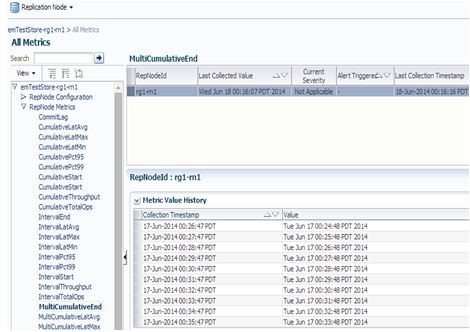 Replication Node
emTestStore-rg1-rn1 > All Metrics
All Metrics
Search
View
emTestStore-rg1-rn1
RepNode Configuration
RepNode Metrics
CommitLag
CumulativeLatAvg
CumulativeLatMax
CumulativeLatMin
CumulativePct95
CumulativePct99
CumulativeStart
CumulativeStart
CumulativeThroughput
CumulativeTotalOps
IntervalEnd
IntervalLatAvg
IntervalLatMax
IntervalLatMin
IntervalPct95
IntervalPct99
IntervalStart
IntervalThroughput
IntervalTotalOps
MultiCumulativeEnd
MultiCumulativeLatAvg
MultiCumulativeLatMax
MultiCumulativeEnd
RepNodeId Last Collected Value Current Severity Alert Triggered Last Collection Timestamp
rg1-rn1 Wed Jun 18 00:16:07 PDT 2014 Not Applicable - 18-Jun-2014 00:16:16 PDT
RepNodeId : rg1-rn1
Metric Value History
Collection Timestamp Value
17-Jun-2014 00:26:47 PDT Tue Jun 17 00:24:48 PDT 2014
17-Jun-2014 00:27:47 PDT Tue Jun 17 00:25:48 PDT 2014
17-Jun-2014 00:28:47 PDT Tue Jun 17 00:26:48 PDT 2014
17-Jun-2014 00:29:47 PDT Tue Jun 17 00:27:48 PDT 2014
17-Jun-2014 00:30:47 PDT Tue Jun 17 00:28:48 PDT 2014
17-Jun-2014 00:31:47 PDT Tue Jun 17 00:29:48 PDT 2014
17-Jun-2014 00:32:47 PDT Tue Jun 17 00:30:48 PDT 2014
17-Jun-2014 00:33:47 PDT Tue Jun 17 00:31:48 PDT 2014
17-Jun-2014 00:34:47 PDT Tue Jun 17 00:32:48 PDT 2014
17-Jun-2014 00:35:47 PDT Tue Jun 17 00:33:48 PDT 2014